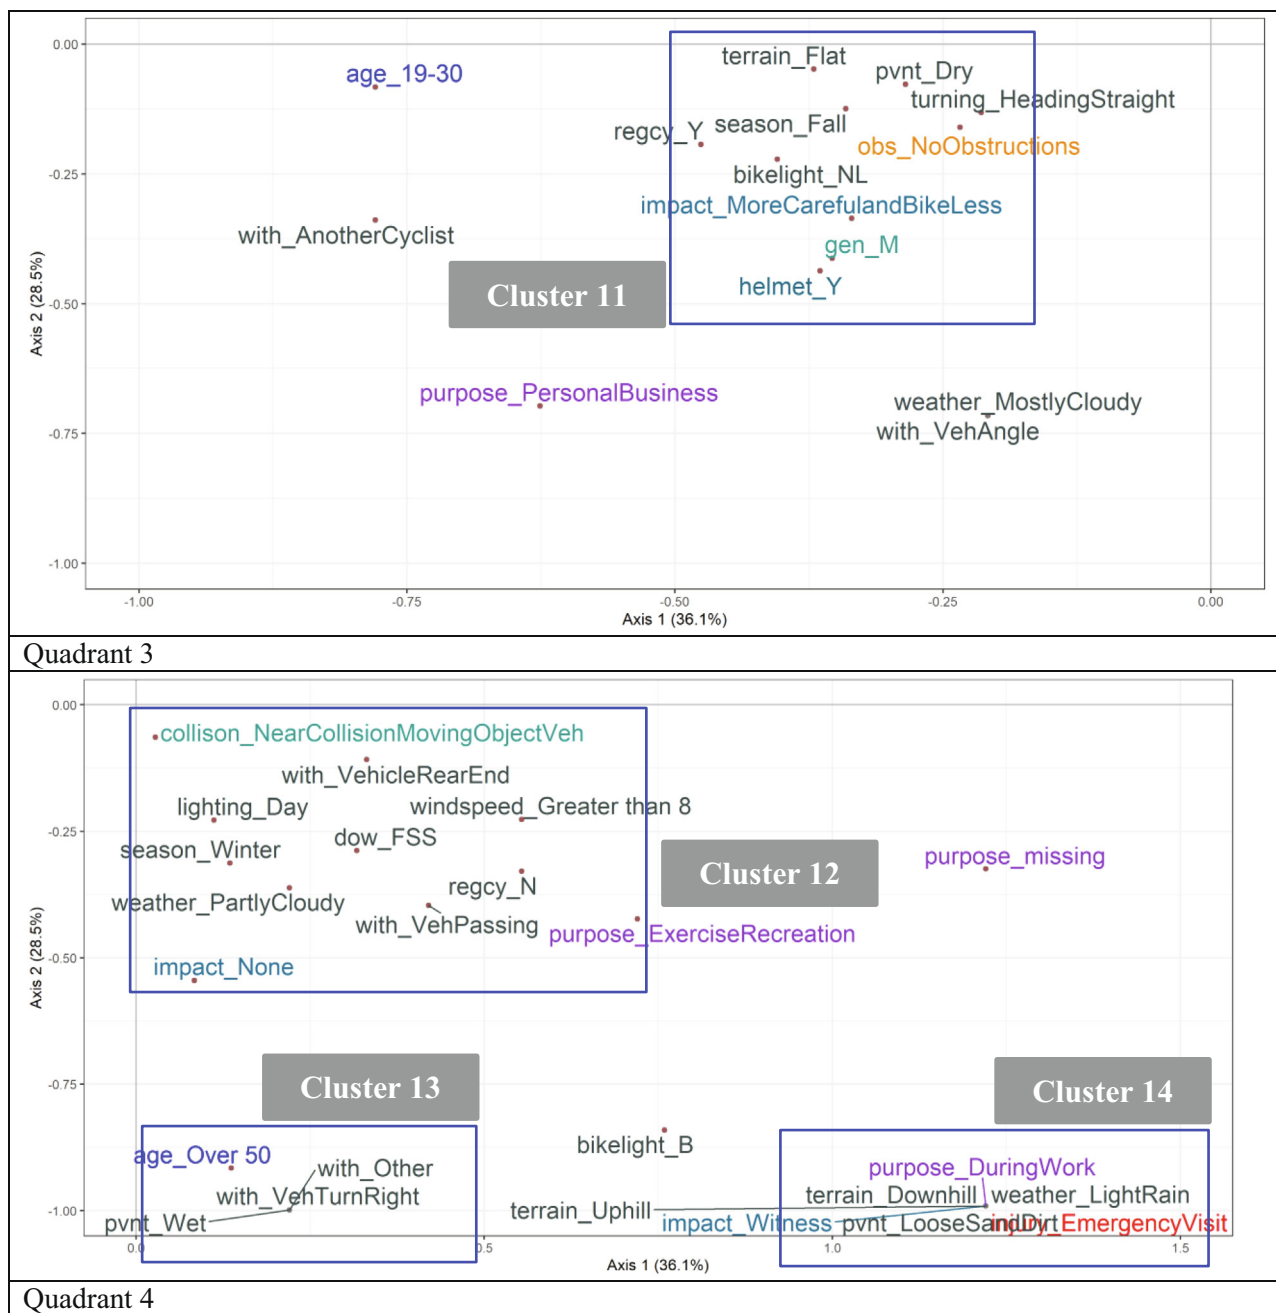 0.00
terrain_Flat
age_19-30
pvnt_Dry
turning_HeadingStraight
regcy_Y
season_Fall
obs_NoObstructions
-0.25
bikelight_NL
impact_MoreCarefulandBikeLess
with_AnotherCyclist
gen_M
helmet_Y
Cluster 11
-0.50
Axis 2 (28.5%)
purpose_PersonalBusiness
weather_MostlyCloudy
-0.75
with_VehAngle
-1.00
-1.00
-0.75
-0.50
-0.25
0.00
Axis 1 (36.1%)
Quadrant 3
0.00
collison_NearCollisionMovingObjectVeh
with_VehicleRearEnd
lighting_Day
windspeed_Greater than 8
-0.25
dow_FSS
season_Winter
purpose_missing
Cluster 12
regcy_N
weather_PartlyCloudy
with_VehPassing
purpose_ExerciseRecreation
-0.50
impact_None
Axis 2 (28.5%)
-0.75
Cluster 13
Cluster 14
bikelight_B
age_Over 50
with_Other
purpose_DuringWork
with_VehTurnRight
terrain_Downhill
weather_LightRain
-1.00
terrain_Uphill
pvnt_Wet
impact_Witness
pvnt_LooseSandDirt
injury_EmergencyVisit
0.0
0.5
1.0
1.5
Axis 1 (36.1%)
Quadrant 4